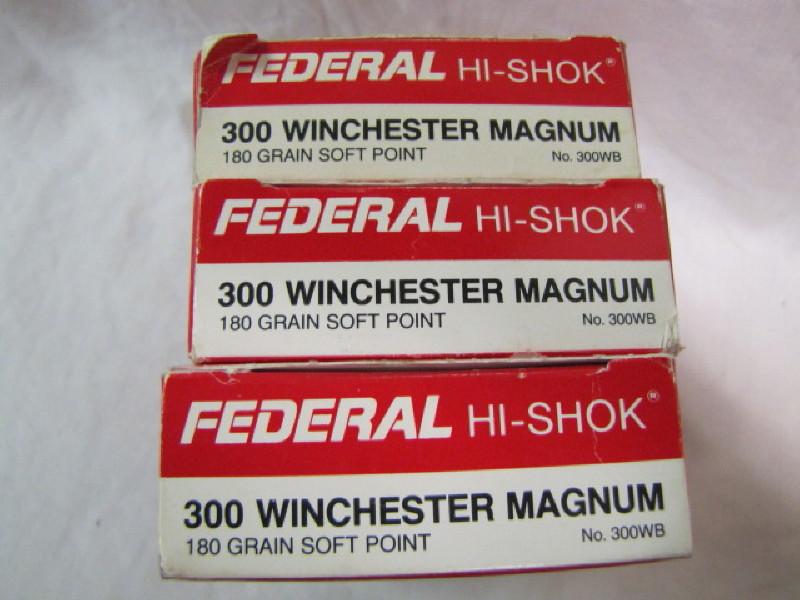 FEDERAL HI-SHOK®
300 WINCHESTER MAGNUM
180 GRAIN SOFT POINT No. 300WB
FEDERAL HI-SHOK®
300 WINCHESTER MAGNUM
180 GRAIN SOFT POINT No. 300WB
FEDERAL HI-SHOK®
300 WINCHESTER MAGNUM
180 GRAIN SOFT POINT No. 300WB